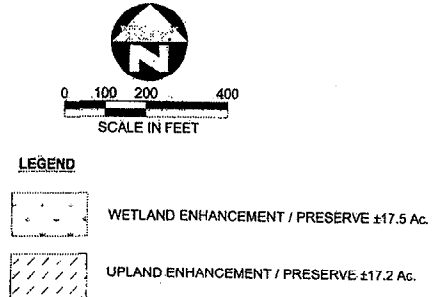 N
0 100 200 400
SCALE IN FEET
LEGEND
WETLAND ENHANCEMENT / PRESERVE ±17.5 Ac.
UPLAND ENHANCEMENT / PRESERVE ±17.2 Ac.